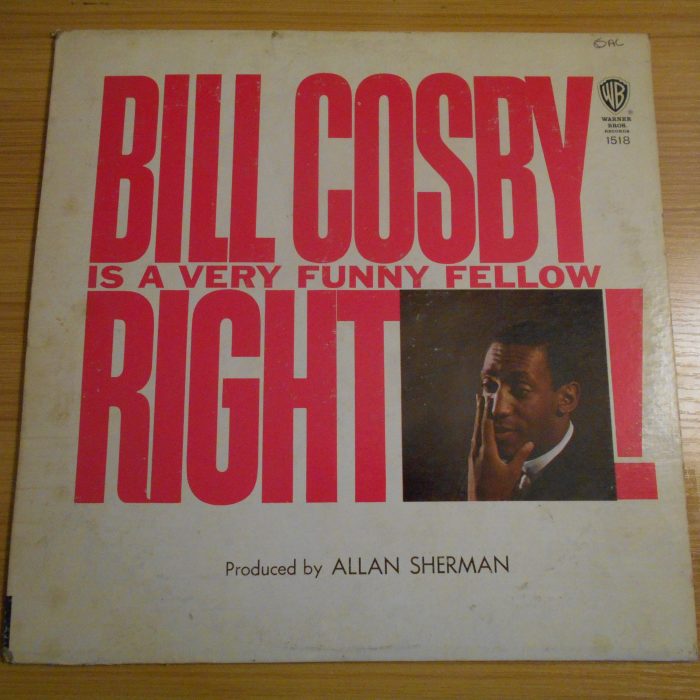 BILL COSBY
IS A VERY FUNNY FELLOW
RIGHT!
WB
®
WARNER
BROS.
RECORDS
1518
Produced by ALLAN SHERMAN